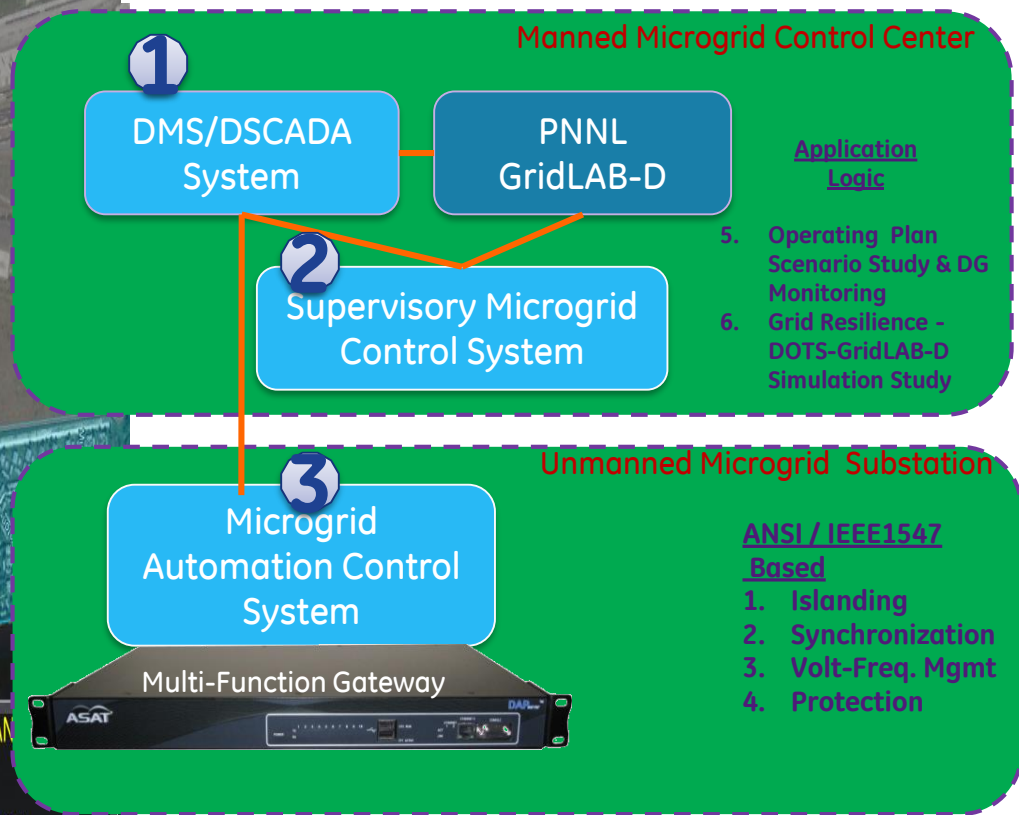 Manned Microgrid Control Center
1
DMS/DSCADA
System
PNNL
GridLAB-D
Application
Logic
2
Supervisory Microgrid
Control System
5. Operating Plan
Scenario Study & DG
Monitoring
6. Grid Resilience -
DOTS-GridLAB-D
Simulation Study
Unmanned Microgrid Substation
3
Microgrid
Automation Control
System
ANSI / IEEE1547
Based
1. Islanding
2. Synchronization
3. Volt-Freq. Mgmt
4. Protection
Multi-Function Gateway
ASAT